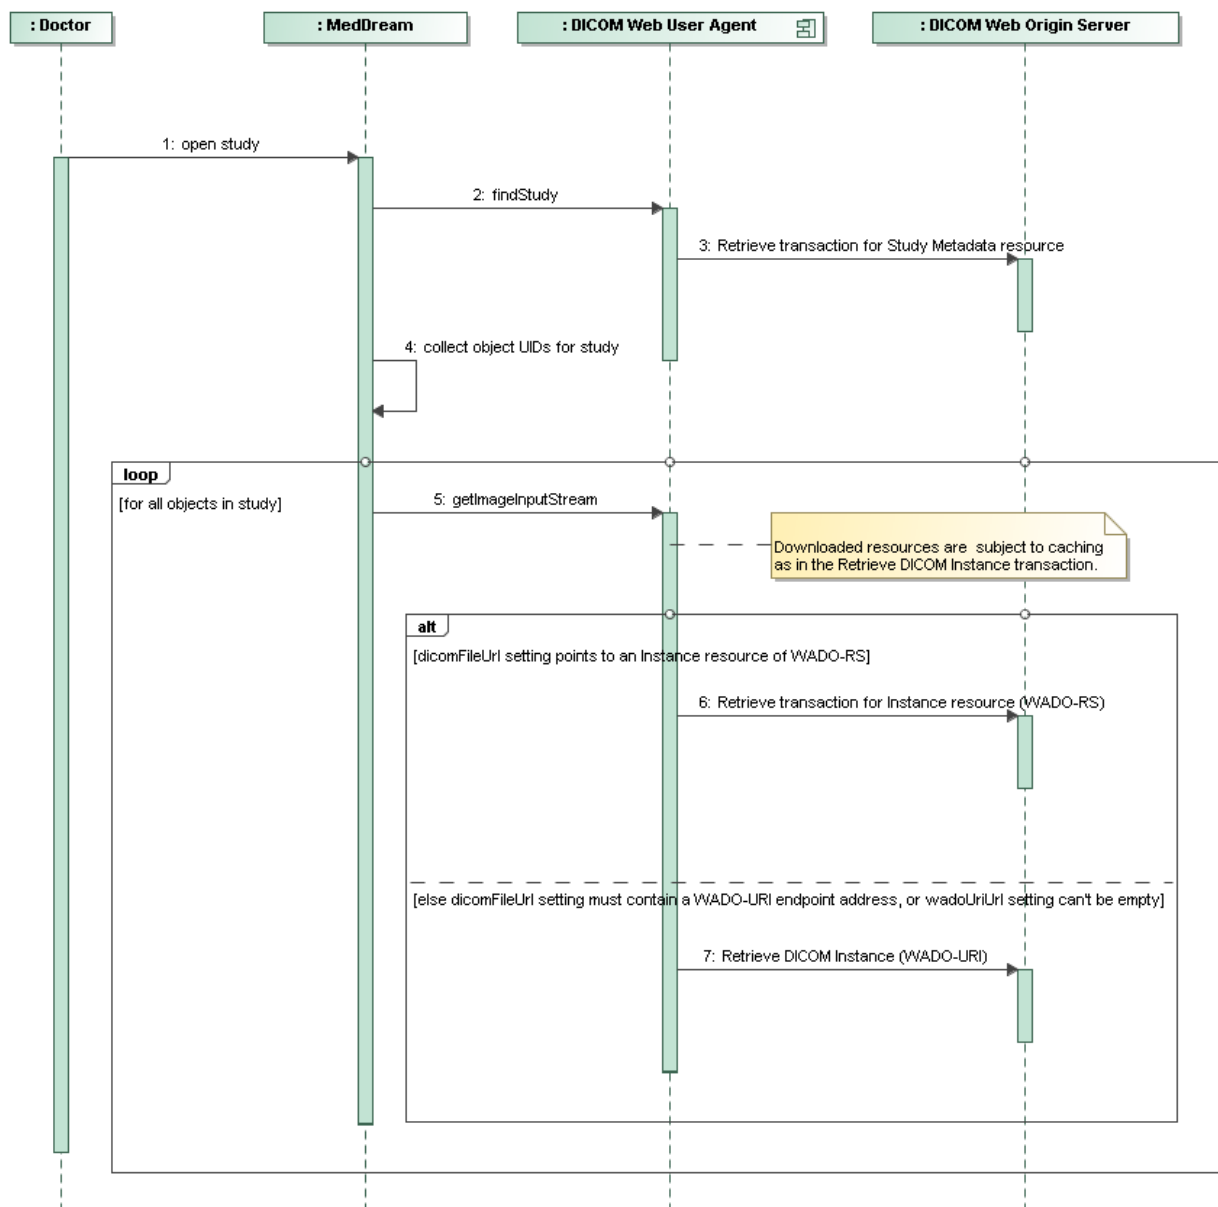 : Doctor
: MedDream
: DICOM Web User Agent
: DICOM Web Origin Server
1: open study
2: findStudy
3: Retrieve transaction for Study Metadata resource
4: collect object UIDs for study
loop
[for all objects in study]
5: getImageInputStream
Downloaded resources are  subject to caching
as in the Retrieve DICOM Instance transaction.
alt
[dicomFileUrl setting points to an Instance resource of WADO-RS]
6: Retrieve transaction for Instance resource (WADO-RS)
[else dicomFileUrl setting must contain a WADO-URI endpoint address, or wadoUriUrl setting can't be empty]
7: Retrieve DICOM Instance (WADO-URI)